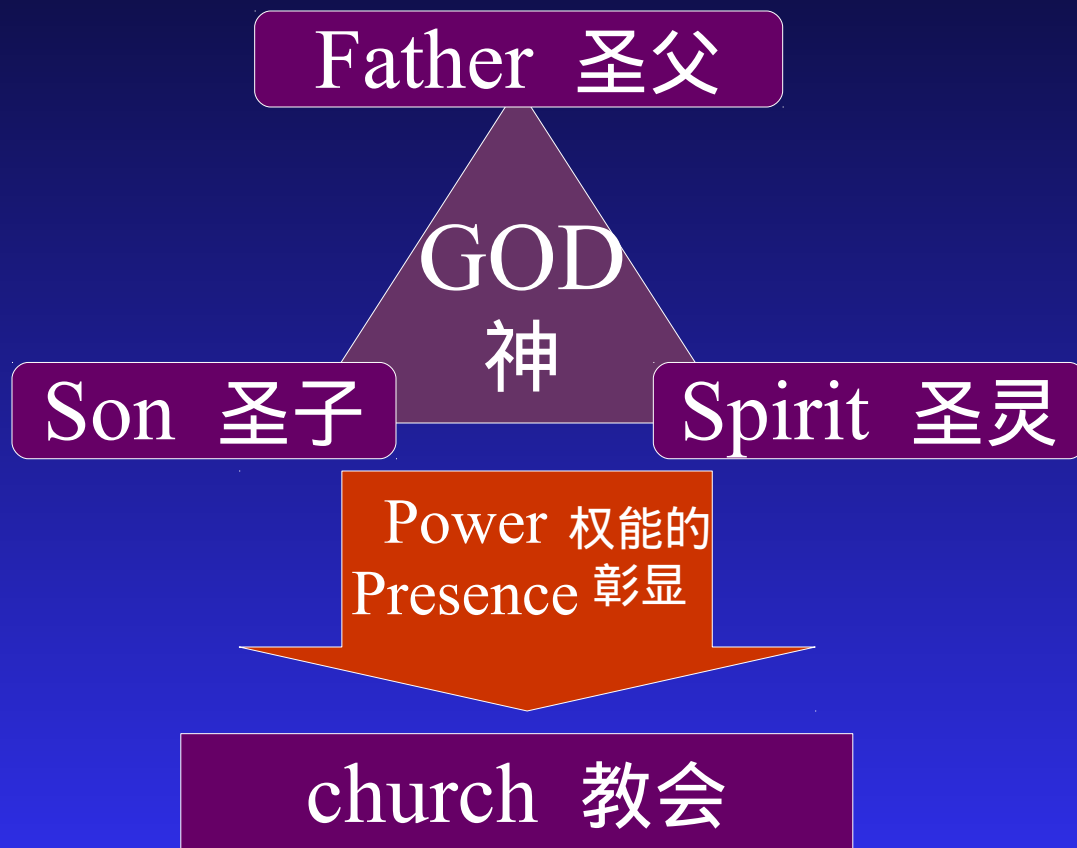 Father 圣父
GOD
神
Son 圣子
Spirit 圣灵
Power 权能的
Presence 彰显
church 教会